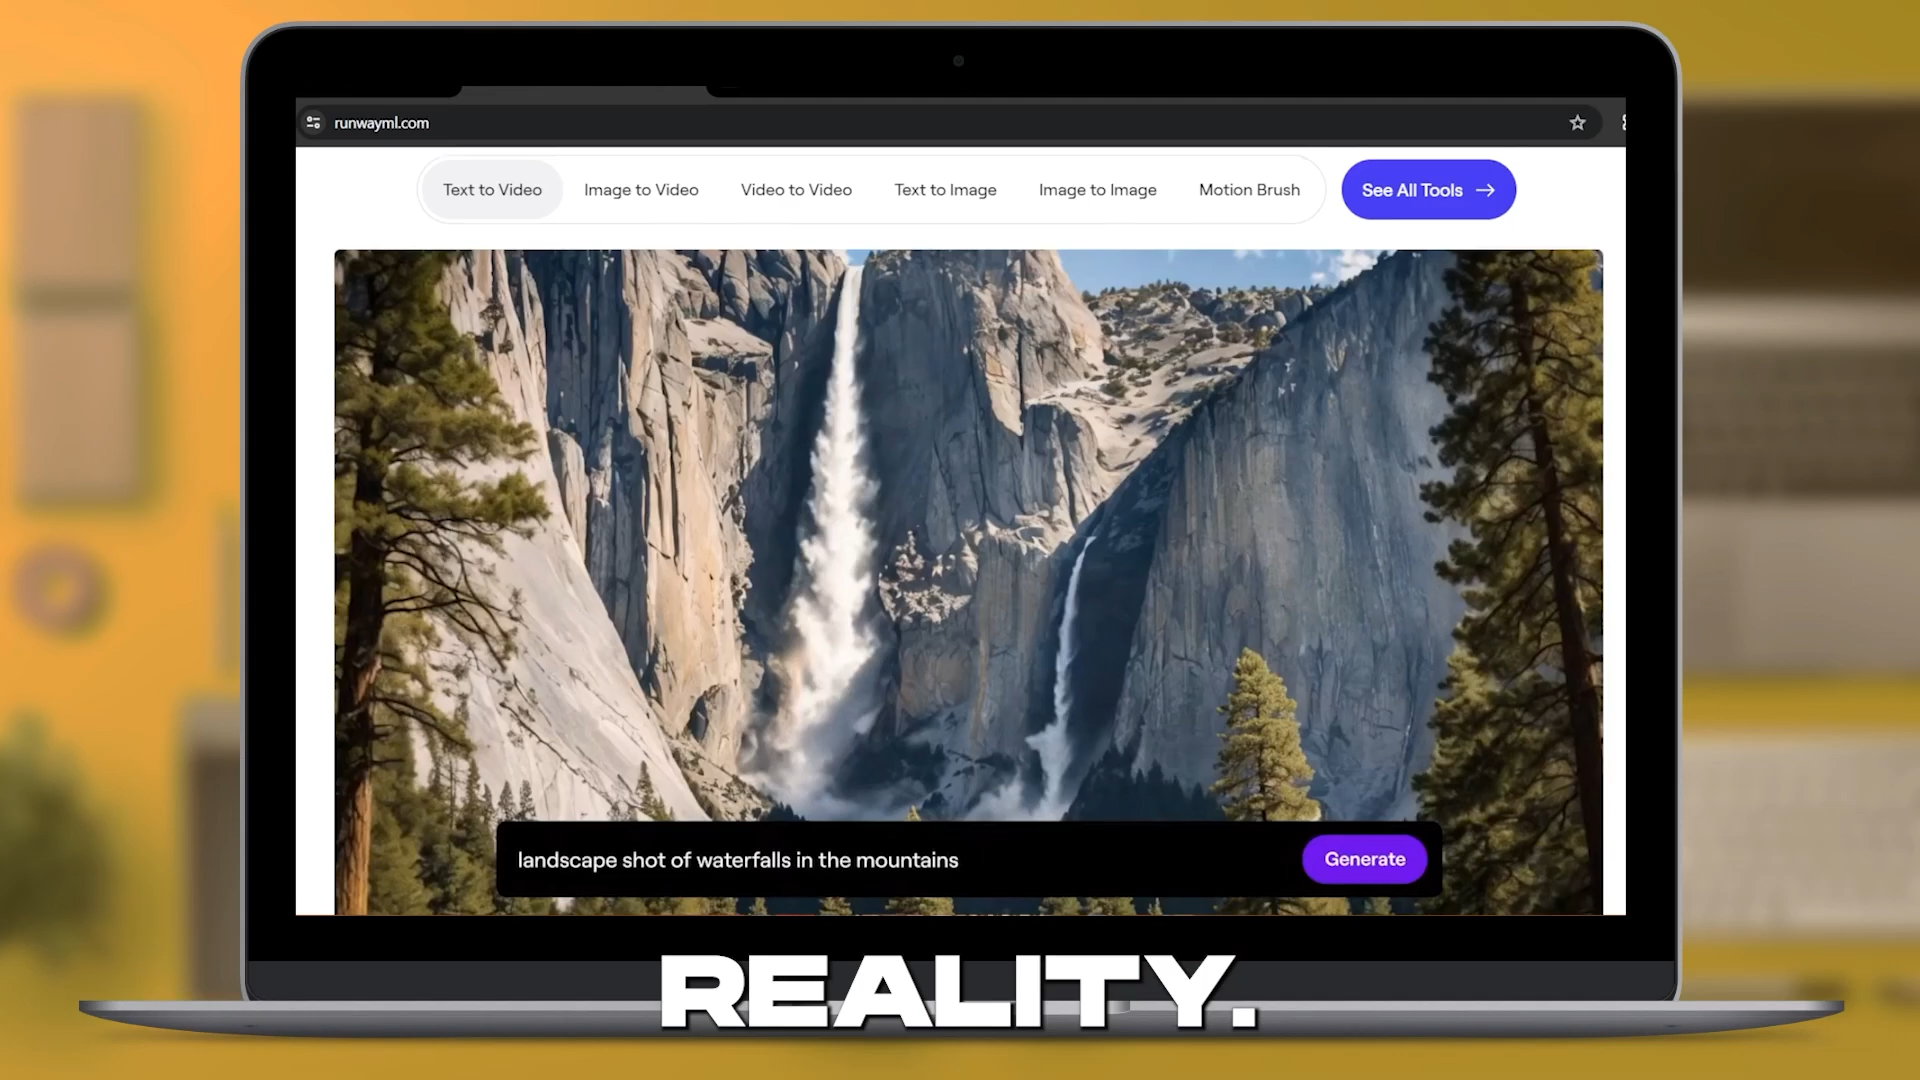 runwayml.com
Text to Video
Image to Video
Video to Video
Text to Image
Image to Image
Motion Brush
See All Tools →
landscape shot of waterfalls in the mountains
Generate
REALITY.